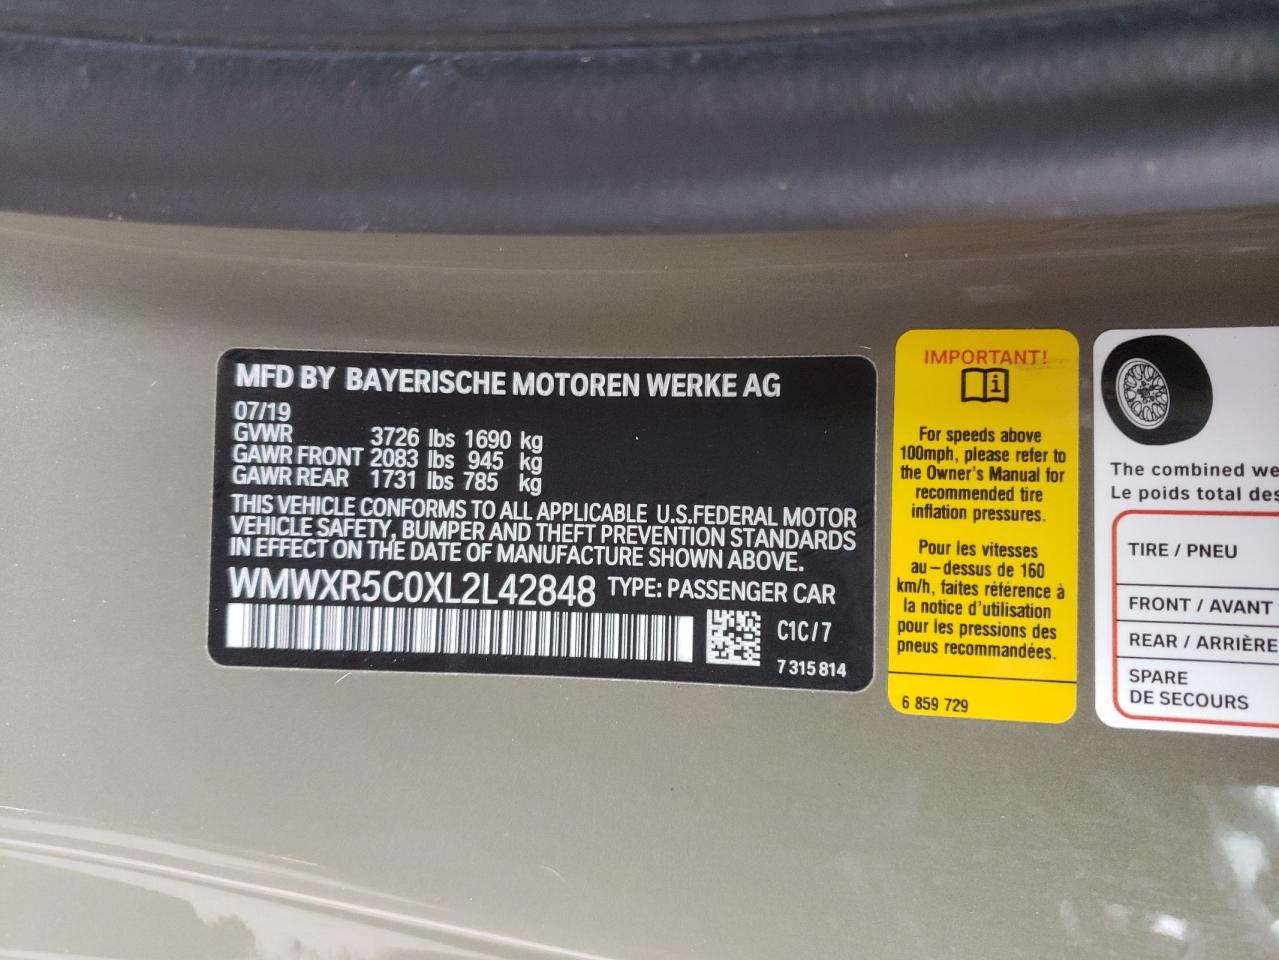 MFD BY BAYERISCHE MOTOREN WERKE AG
07/19
GVWR 3726 lbs 1690 kg
GAWR FRONT 2083 lbs 945 kg
GAWR REAR 1731 lbs 785 kg
THIS VEHICLE CONFORMS TO ALL APPLICABLE U.S.FEDERAL MOTOR
VEHICLE SAFETY, BUMPER AND THEFT PREVENTION STANDARDS
IN EFFECT ON THE DATE OF MANUFACTURE SHOWN ABOVE.
WMWXR5C0XL2L42848 TYPE: PASSENGER CAR
C1C/7
7 315 814
IMPORTANT!
For speeds above
100mph, please refer to
the Owner's Manual for
recommended tire
inflation pressures.
Pour les vitesses
au–dessus de 160
km/h, faites référence à
la notice d'utilisation
pour les pressions des
pneus recommandées.
6 859 729
The combined we
Le poids total des
TIRE / PNEU
FRONT / AVANT
REAR / ARRIÈRE
SPARE
DE SECOURS